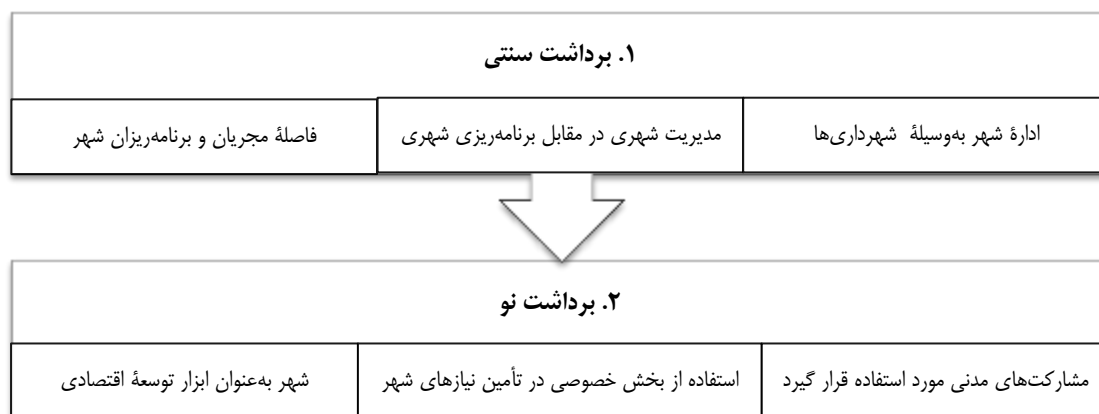 ۱. برداشت سنتی
ادارهٔ شهر به‌وسیلهٔ شهرداری‌ها
مدیریت شهری در مقابل برنامه‌ریزی شهری
فاصلهٔ مجریان و برنامه‌ریزان شهر
۲. برداشت نو
مشارکت‌های مدنی مورد استفاده قرار گیرد
استفاده از بخش خصوصی در تأمین نیازهای شهر
شهر به‌عنوان ابزار توسعهٔ اقتصادی